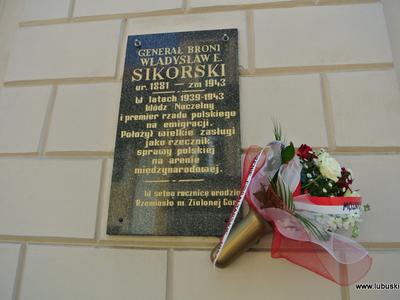 GENERAŁ BRONI
WŁADYSŁAW E.
SIKORSKI
ur. 1881 — zm 1943
W latach 1939-1943
Wódz Naczelny
i premier rządu polskiego
na emigracji.
Położył wielkie zasługi
jako rzecznik
sprawy polskiej
na arenie
międzynarodowej.
W setną rocznicę urodzin
Rzemiosło m. Zielonej Gór
www.lubuski